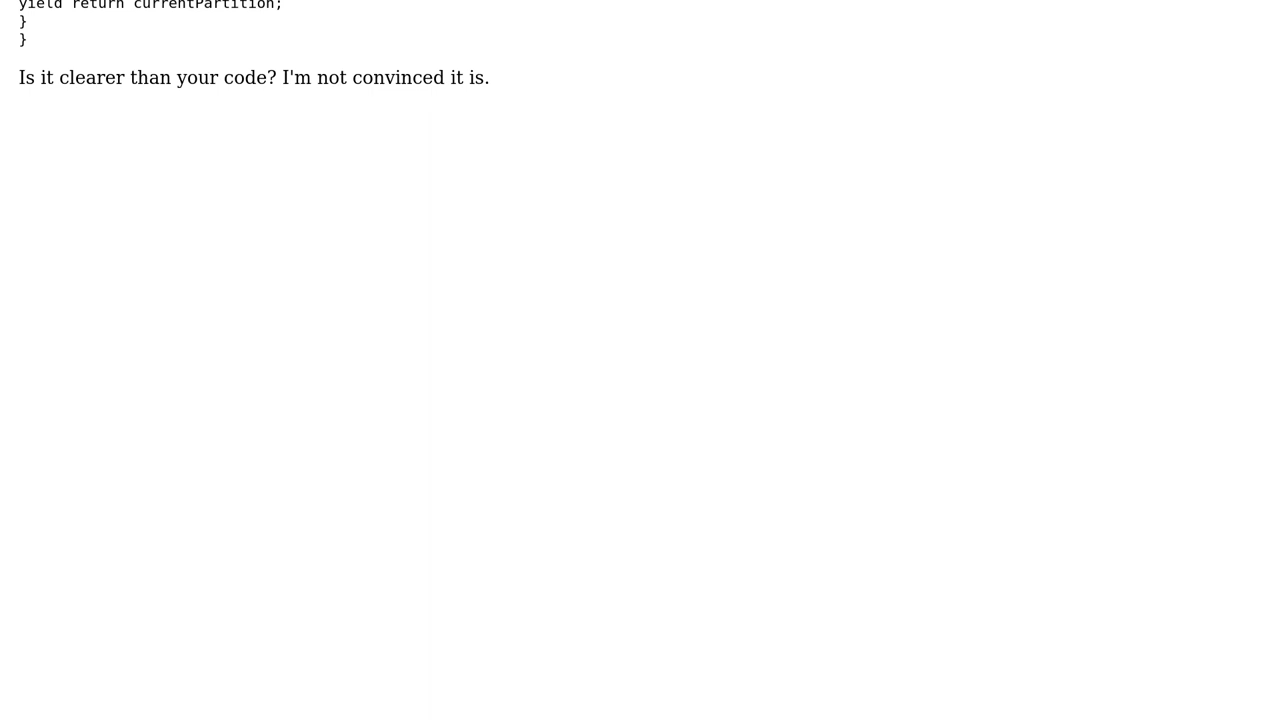 yield return currentPartition;
}
}
Is it clearer than your code? I'm not convinced it is.